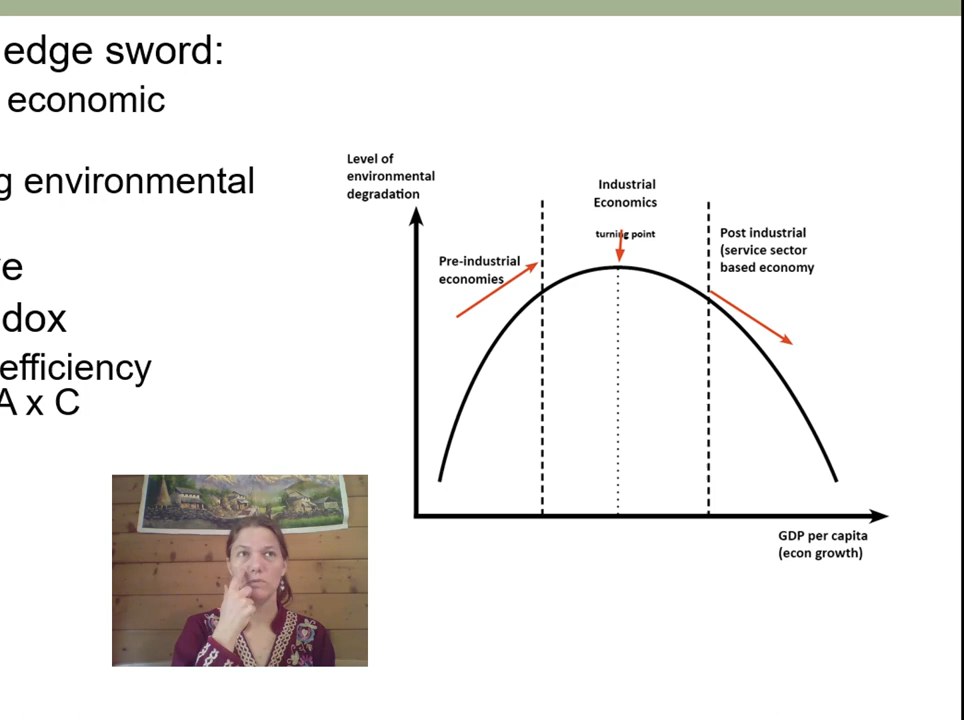 edge sword:
economic
g environmental
e
dox
efficiency
A x C
Level of
environmental
degradation
Industrial
Economics
turning point
Pre-industrial
economies
Post industrial
(service sector
based economy
GDP per capita
(econ growth)